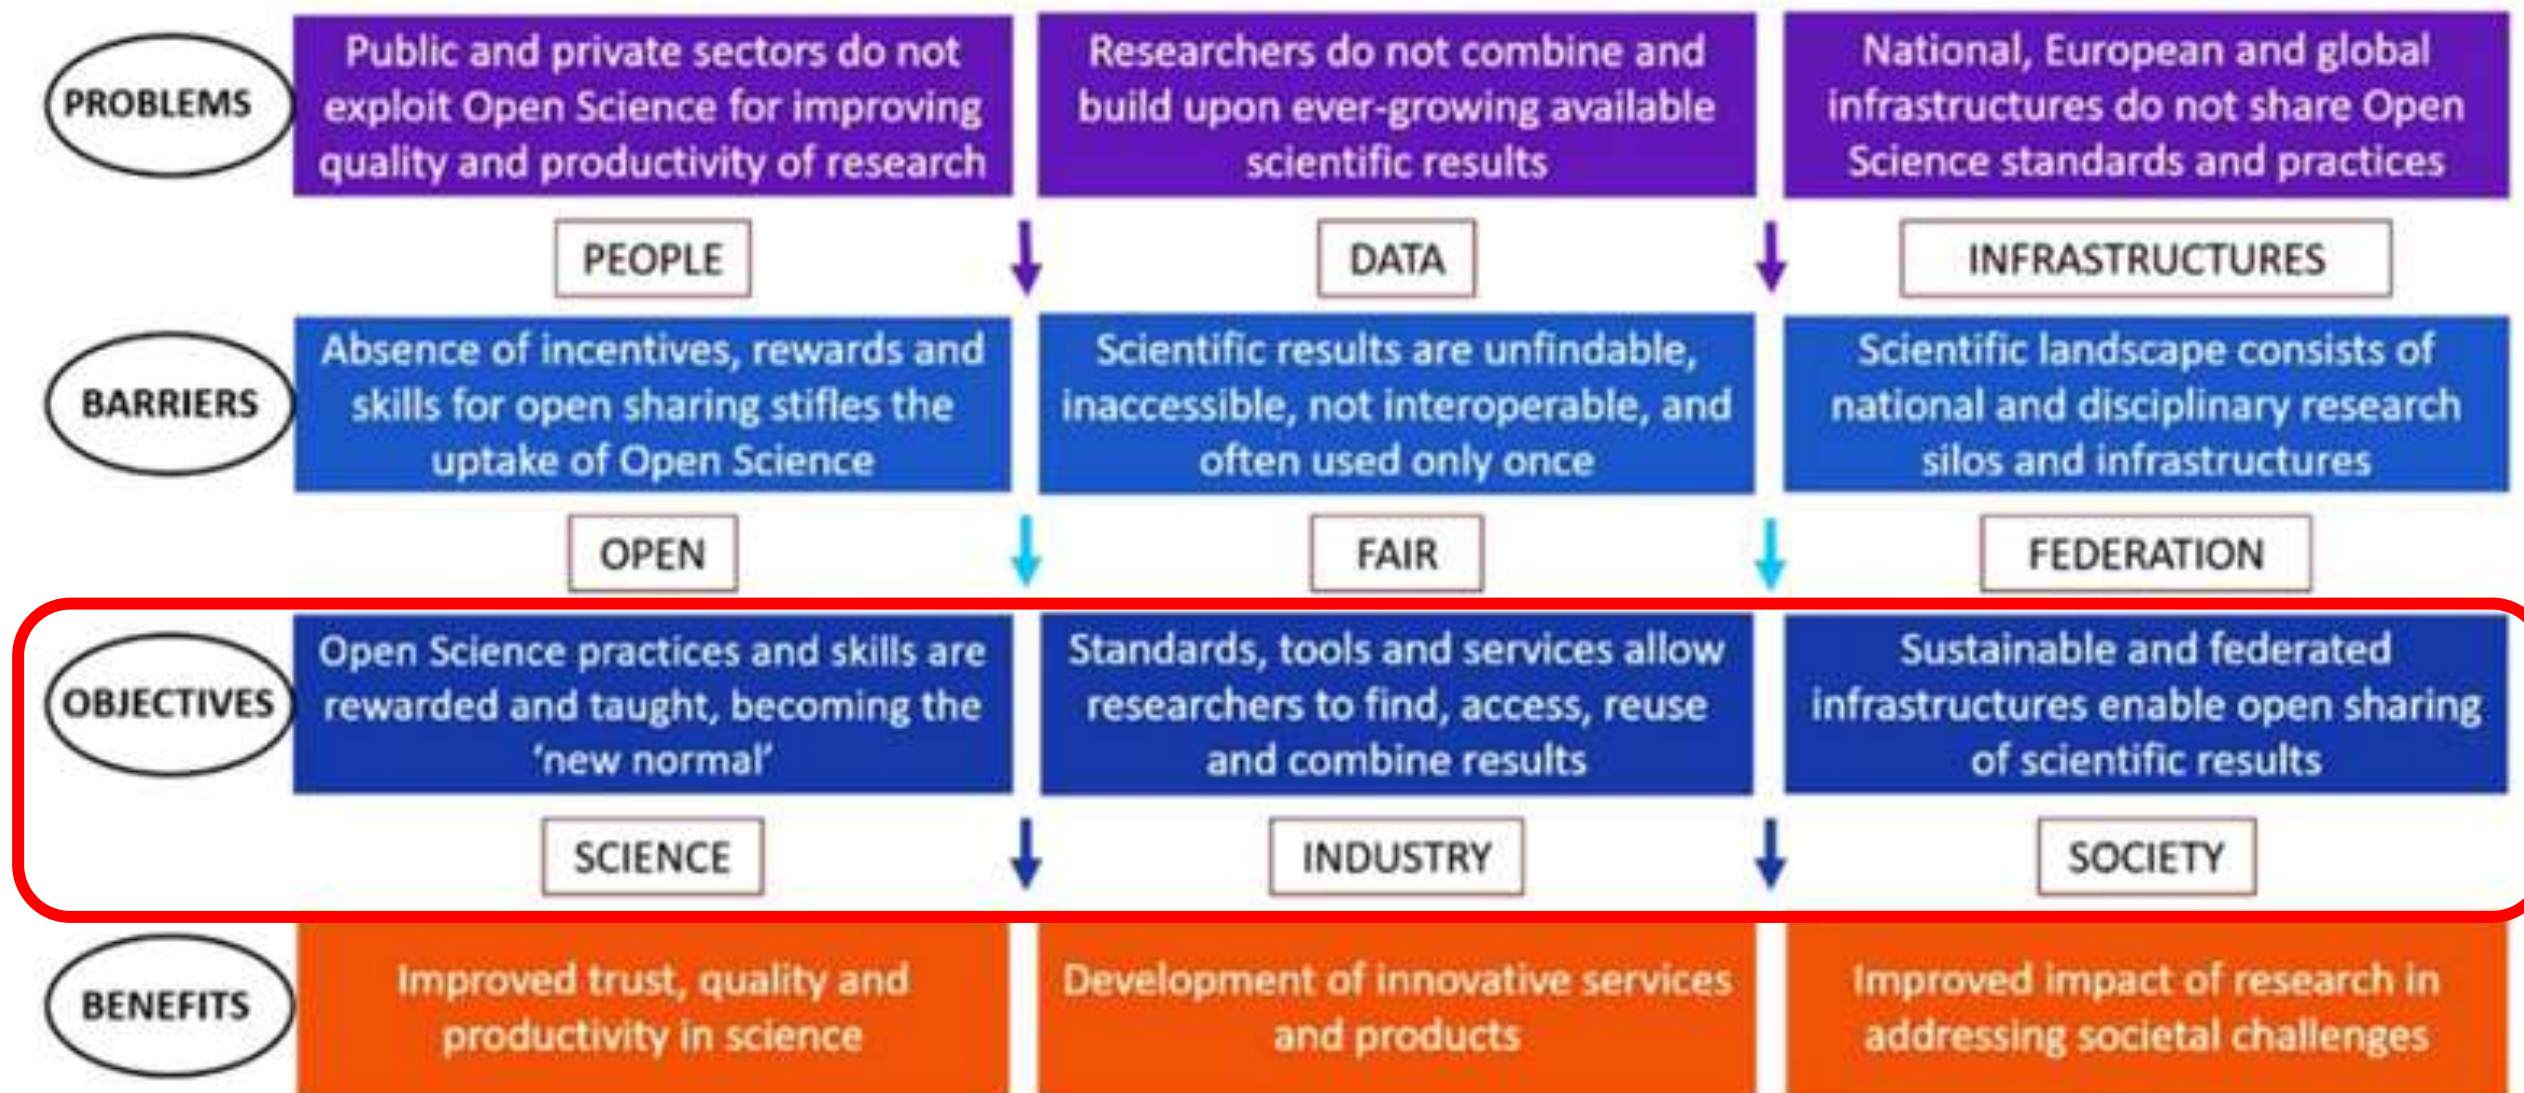 PROBLEMS
Public and private sectors do not
exploit Open Science for improving
quality and productivity of research
Researchers do not combine and
build upon ever-growing available
scientific results
National, European and global
infrastructures do not share Open
Science standards and practices
PEOPLE
DATA
INFRASTRUCTURES
BARRIERS
Absence of incentives, rewards and
skills for open sharing stifles the
uptake of Open Science
Scientific results are unfindable,
inaccessible, not interoperable, and
often used only once
Scientific landscape consists of
national and disciplinary research
silos and infrastructures
OPEN
FAIR
FEDERATION
OBJECTIVES
Open Science practices and skills are
rewarded and taught, becoming the
‘new normal’
Standards, tools and services allow
researchers to find, access, reuse
and combine results
Sustainable and federated
infrastructures enable open sharing
of scientific results
SCIENCE
INDUSTRY
SOCIETY
BENEFITS
Improved trust, quality and
productivity in science
Development of innovative services
and products
Improved impact of research in
addressing societal challenges